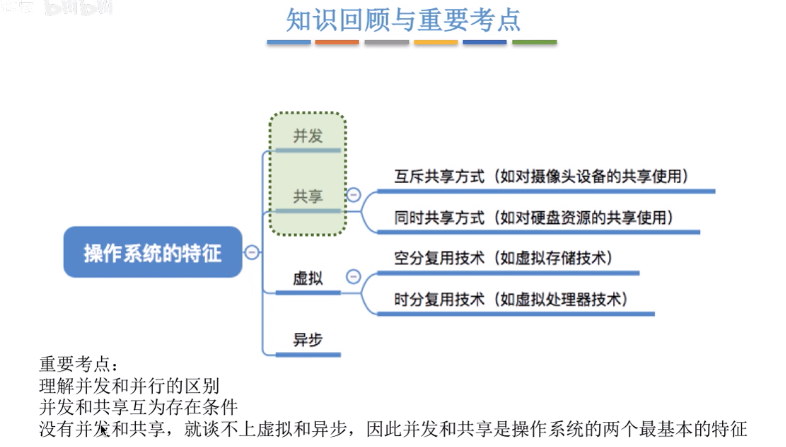 知识回顾与重要考点
并发
共享
互斥共享方式（如对摄像头设备的共享使用）
同时共享方式（如对硬盘资源的共享使用）
操作系统的特征
虚拟
空分复用技术（如虚拟存储技术）
时分复用技术（如虚拟处理器技术）
异步
重要考点：
理解并发和并行的区别
并发和共享互为存在条件
没有并发和共享，就谈不上虚拟和异步，因此并发和共享是操作系统的两个最基本的特征